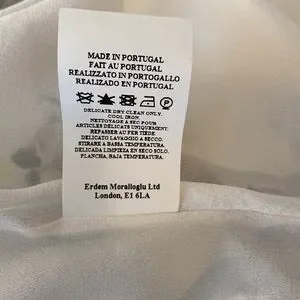 MADE IN PORTUGAL
FAIT AU PORTUGAL
REALIZZATO IN PORTOGALLO
REALIZADO EN PORTUGAL
DELICATE DRY CLEAN ONLY.
COOL IRON
NETTOYAGE A SEC POUR
ARTICLES DELICATS UNIQUEMENT.
REPASSER AU FER TIEDE.
DELICATO LAVAGGIO A SECCO.
STIRARE A BASSA TEMPERATURA.
DELICADA LIMPIEZA EN SECO SOLO.
PLANCHA, BAJA TEMPERATURA.
Erdem Moralioglu Ltd
London, E1 6LA